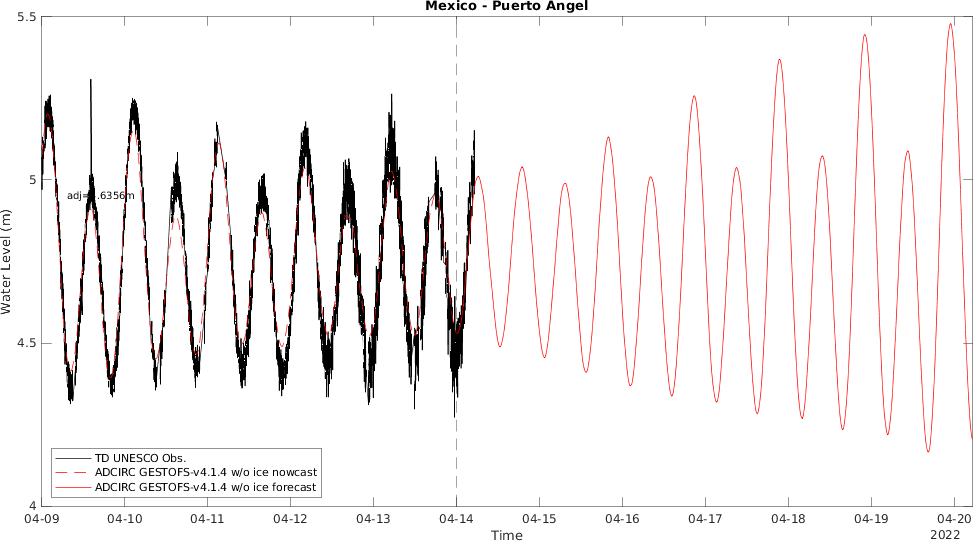 Mexico - Puerto Angel
5.5
5
4.5
4
Water Level (m)
TD UNESCO Obs.
ADCIRC GESTOFS-v4.1.4 w/o ice nowcast
ADCIRC GESTOFS-v4.1.4 w/o ice forecast
04-09 04-10 04-11 04-12 04-13 04-14 04-15 04-16 04-17 04-18 04-19 04-20
Time
2022